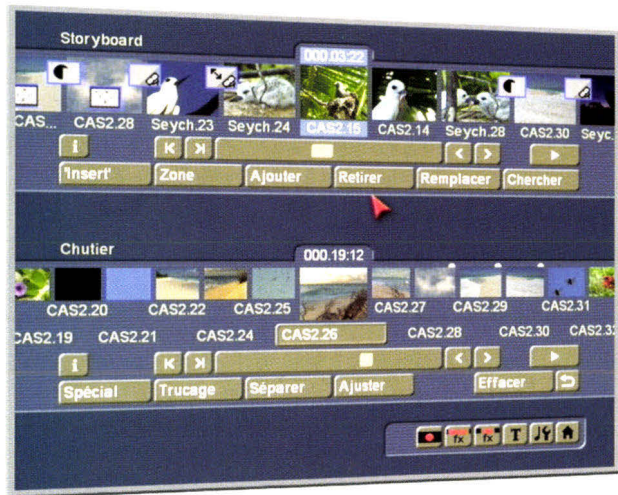 Storyboard
000.03:22
CAS... CAS2.28 Seych.23 Seych.24 CAS2.15 CAS2.14 Seych.28 CAS2.30 Seyc.
i
'Insert' Zone Ajouter Retirer Remplacer Chercher
Chutier
000.19:12
CAS2.20 CAS2.22 CAS2.25 CAS2.27 CAS2.29 CAS2.31
CAS2.19 CAS2.21 CAS2.24 CAS2.26 CAS2.28 CAS2.30 CAS2.32
i
Spécial Trucage Séparer Ajuster Effacer
fx fx T